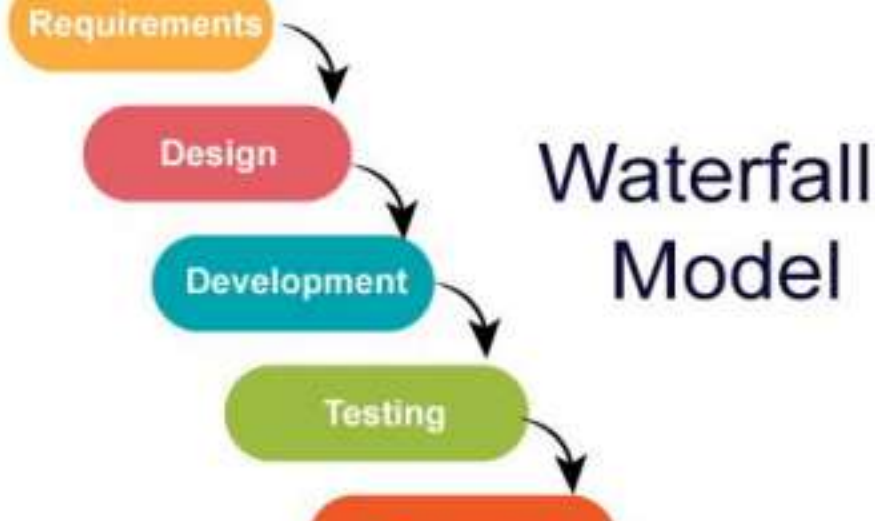 Requirements
Design
Waterfall
Model
Development
Testing